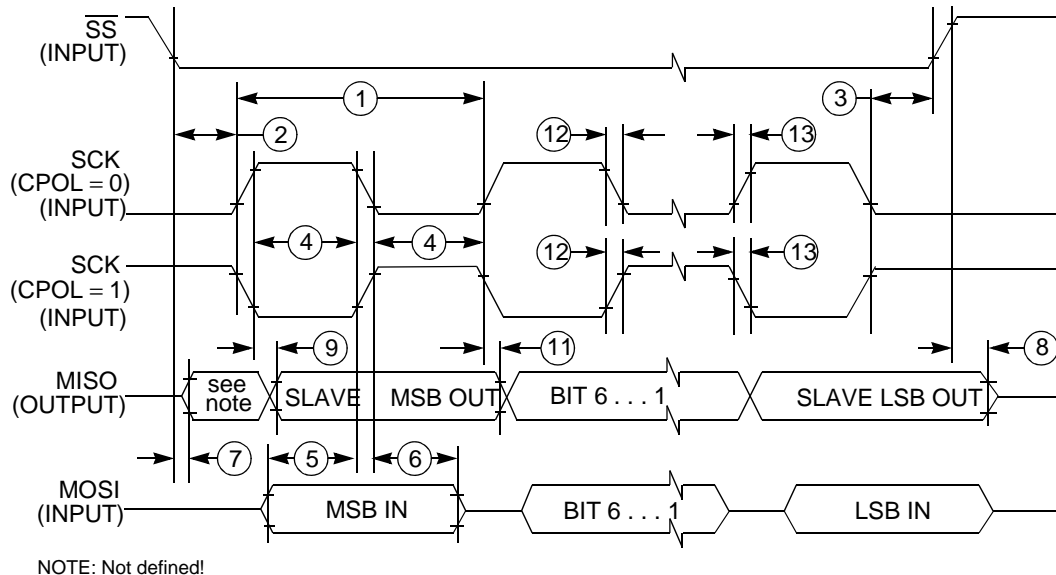 SS
(INPUT)
1
3
2
12
13
SCK
(CPOL = 0)
(INPUT)
4
4
12
13
SCK
(CPOL = 1)
(INPUT)
9
11
8
MISO
(OUTPUT)
see
note
SLAVE
MSB OUT
BIT 6 . . . 1
SLAVE LSB OUT
7
5
6
MOSI
(INPUT)
MSB IN
BIT 6 . . . 1
LSB IN
NOTE: Not defined!